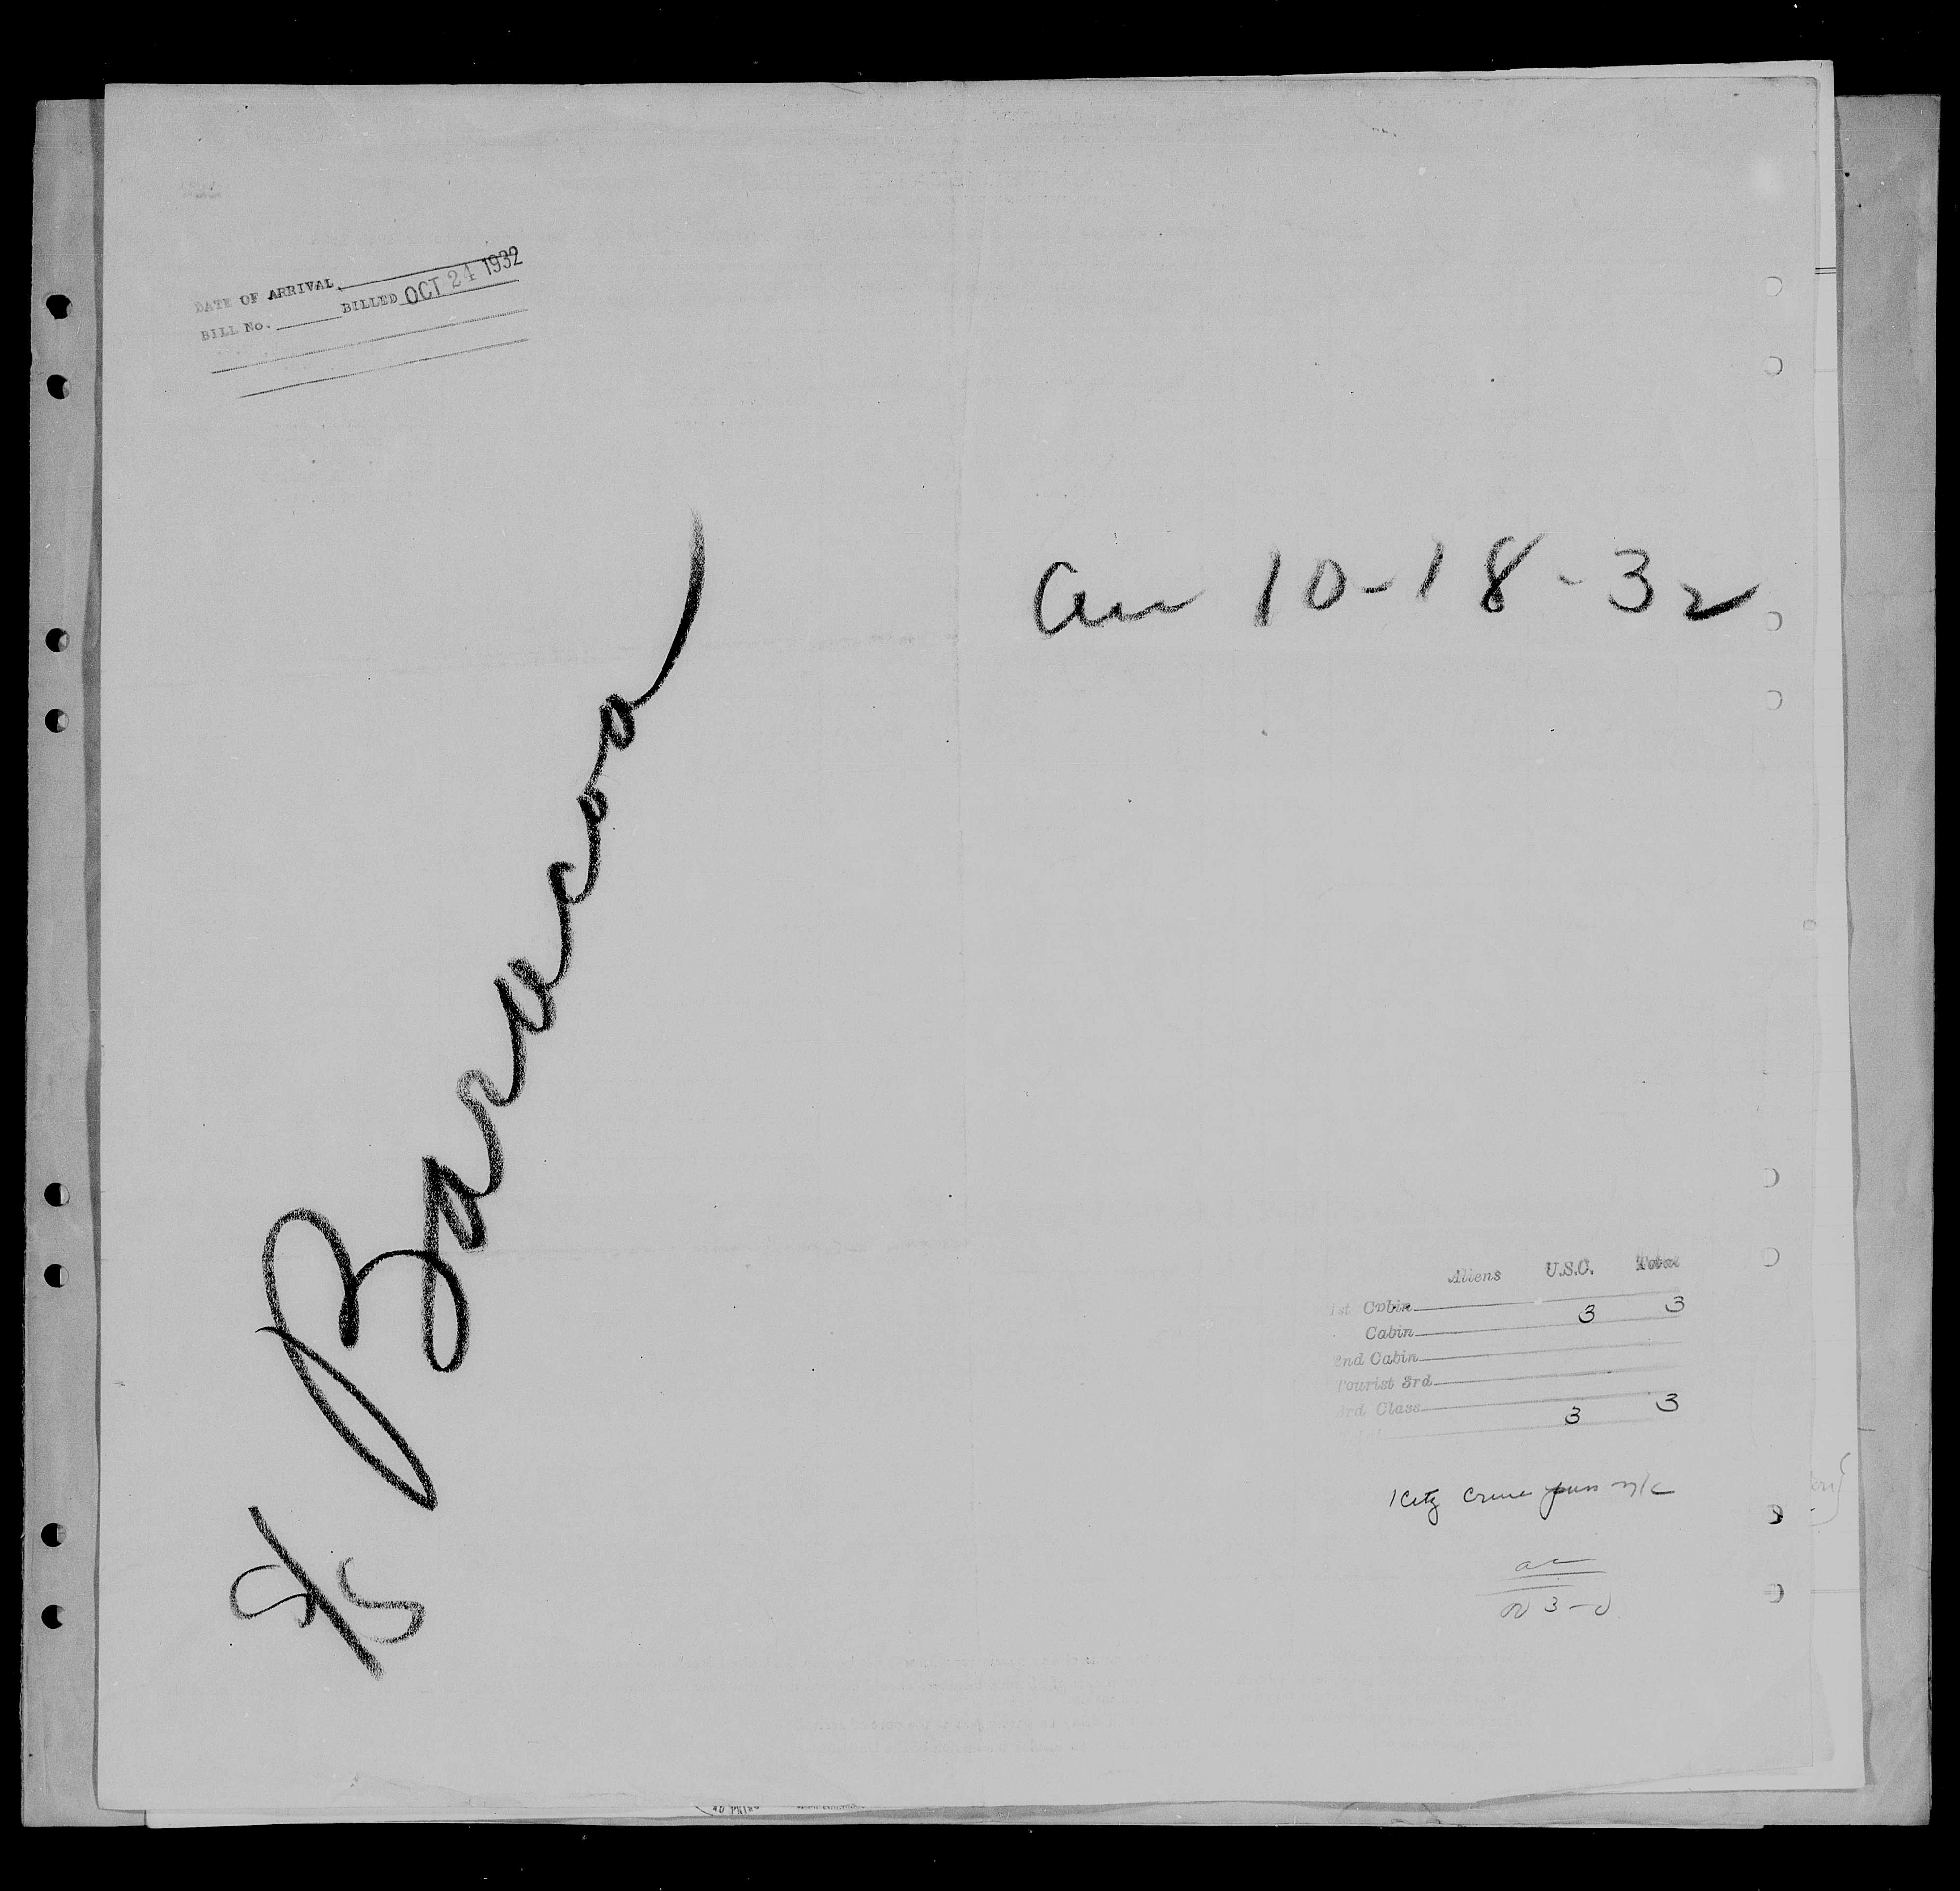 DATE OF ARRIVAL
BILL No. BILLED OCT 24 1932
Arr 10-18-32
S/S Baracoa
Aliens U.S.C. Total
1st Cabin 3 3
Cabin
2nd Cabin
Tourist 3rd
3rd Class
Total 3 3